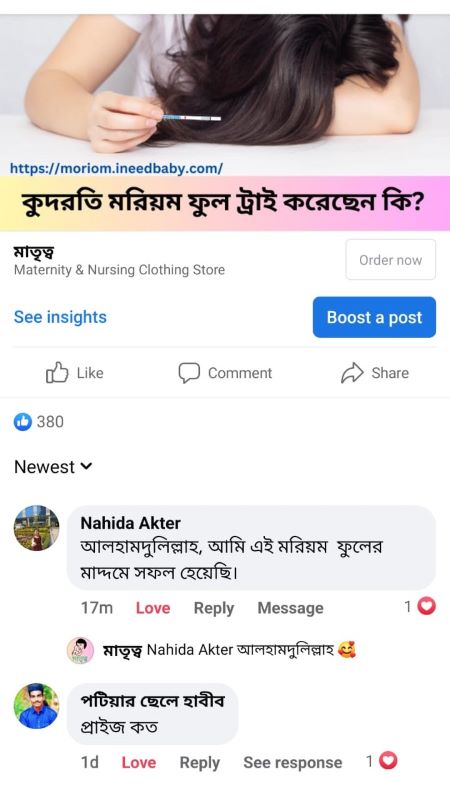 https://moriom.ineedbaby.com/
কুদরতি মরিয়ম ফুল ট্রাই করেছেন কি?
মাতৃত্ব
Maternity & Nursing Clothing Store
Order now
See insights
Boost a post
Like
Comment
Share
380
Newest
Nahida Akter
আলহামদুলিল্লাহ, আমি এই মরিয়ম ফুলের
মাদ্দমে সফল হেয়েছি।
17m Love Reply Message 1
মাতৃত্ব Nahida Akter আলহামদুলিল্লাহ 🥰
পটিয়ার ছেলে হাবীব
প্রাইজ কত
1d Love Reply See response 1